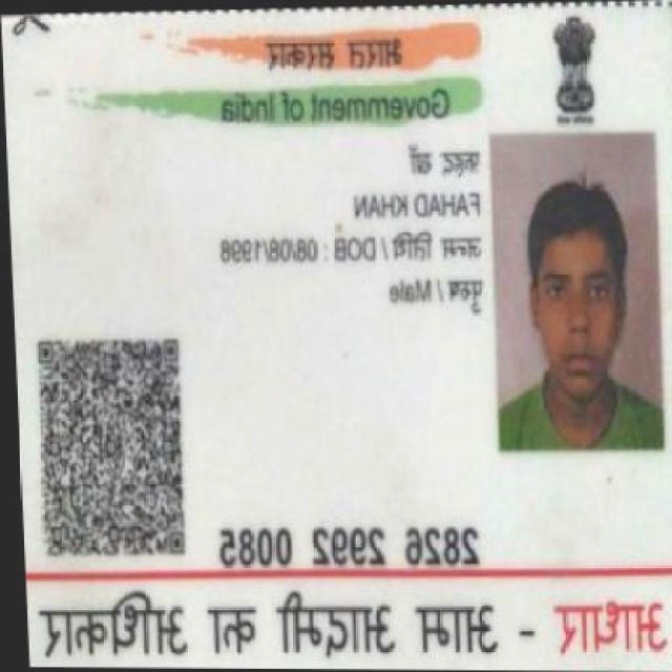 भारत सरकार
Government of India
फहद खाँ
FAHAD KHAN
जन्म तिथि / DOB : 08/08/1998
पुरुष / Male
2826 2992 0085
आधार - आम आदमी का अधिकार